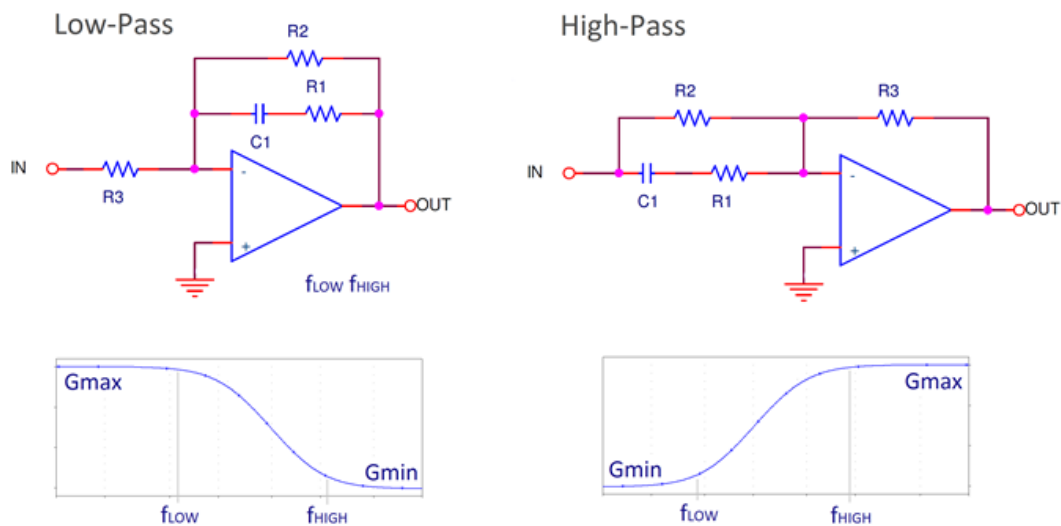 Low-Pass
R2
R1
C1
IN
R3
-
+
OUT
fLOW fHIGH
Gmax
Gmin
fLOW
fHIGH
High-Pass
R2
R3
IN
C1
R1
-
+
OUT
Gmax
Gmin
fLOW
fHIGH